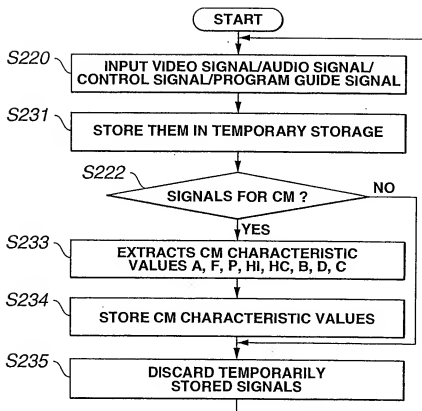 START
S220
INPUT VIDEO SIGNAL/AUDIO SIGNAL/
CONTROL SIGNAL/PROGRAM GUIDE SIGNAL
S231
STORE THEM IN TEMPORARY STORAGE
S222
SIGNALS FOR CM ?
NO
YES
S233
EXTRACTS CM CHARACTERISTIC
VALUES A, F, P, HI, HC, B, D, C
S234
STORE CM CHARACTERISTIC VALUES
S235
DISCARD TEMPORARILY
STORED SIGNALS